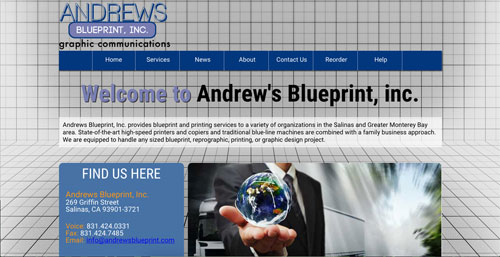 ANDREWS
BLUEPRINT, INC.
graphic communications
Home Services News About Contact Us Reorder Help
Welcome to Andrew's Blueprint, inc.
Andrews Blueprint, Inc. provides blueprint and printing services to a variety of organizations in the Salinas and Greater Monterey Bay
area. State-of-the-art high-speed printers and copiers and traditional blue-line machines are combined with a family business approach.
We are equipped to handle any sized blueprint, reprographic, printing, or graphic design project.
FIND US HERE
Andrews Blueprint, Inc.
269 Griffin Street
Salinas, CA 93901-3721
Voice: 831.424.0331
Fax: 831.424.7485
Email: info@andrewsblueprint.com